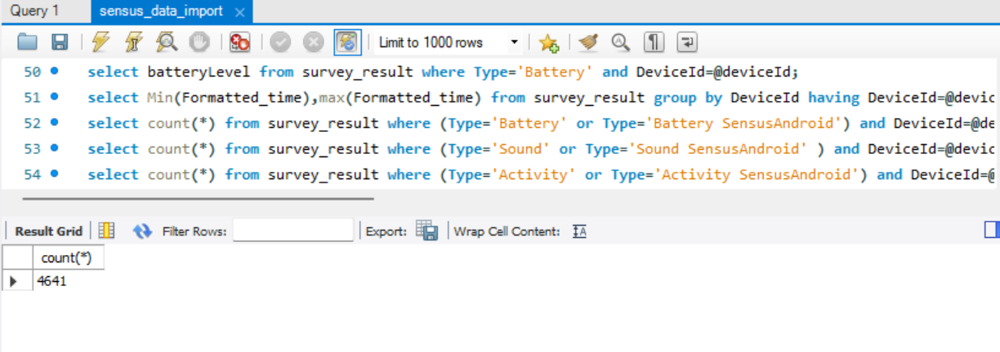 Query 1 sensus_data_import
Limit to 1000 rows
50 select batteryLevel from survey_result where Type='Battery' and DeviceId=@deviceId;
51 select Min(Formatted_time),max(Formatted_time) from survey_result group by DeviceId having DeviceId=@devic
52 select count(*) from survey_result where (Type='Battery' or Type='Battery SensusAndroid') and DeviceId=@de
53 select count(*) from survey_result where (Type='Sound' or Type='Sound SensusAndroid' ) and DeviceId=@devic
54 select count(*) from survey_result where (Type='Activity' or Type='Activity SensusAndroid') and DeviceId=@
Result Grid Filter Rows: Export: Wrap Cell Content: IA
count(*)
4641